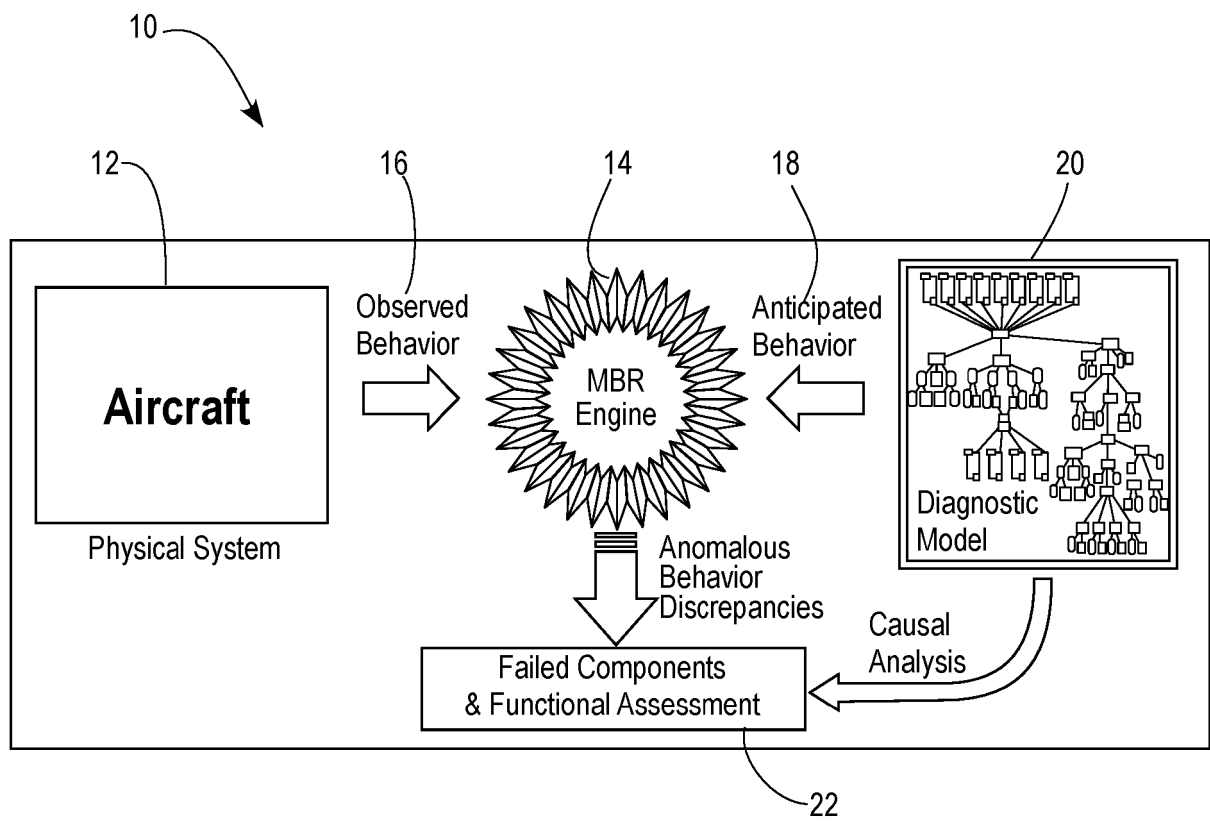 10
12
16
14
18
20
Observed
Behavior
Anticipated
Behavior
MBR
Engine
Aircraft
Physical System
Diagnostic
Model
Anomalous
Behavior
Discrepancies
Causal
Analysis
Failed Components
& Functional Assessment
22